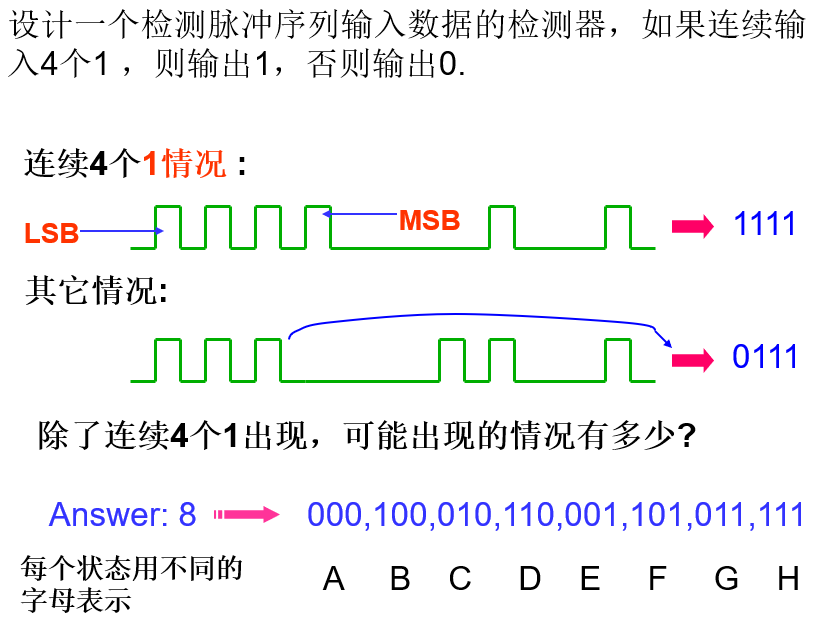 设计一个检测脉冲序列输入数据的检测器，如果连续输
入4个1 ，则输出1，否则输出0.
连续4个1情况 :
LSB
MSB
1111
其它情况:
0111
除了连续4个1出现，可能出现的情况有多少?
Answer: 8
000,100,010,110,001,101,011,111
每个状态用不同的
字母表示
A B C D E F G H